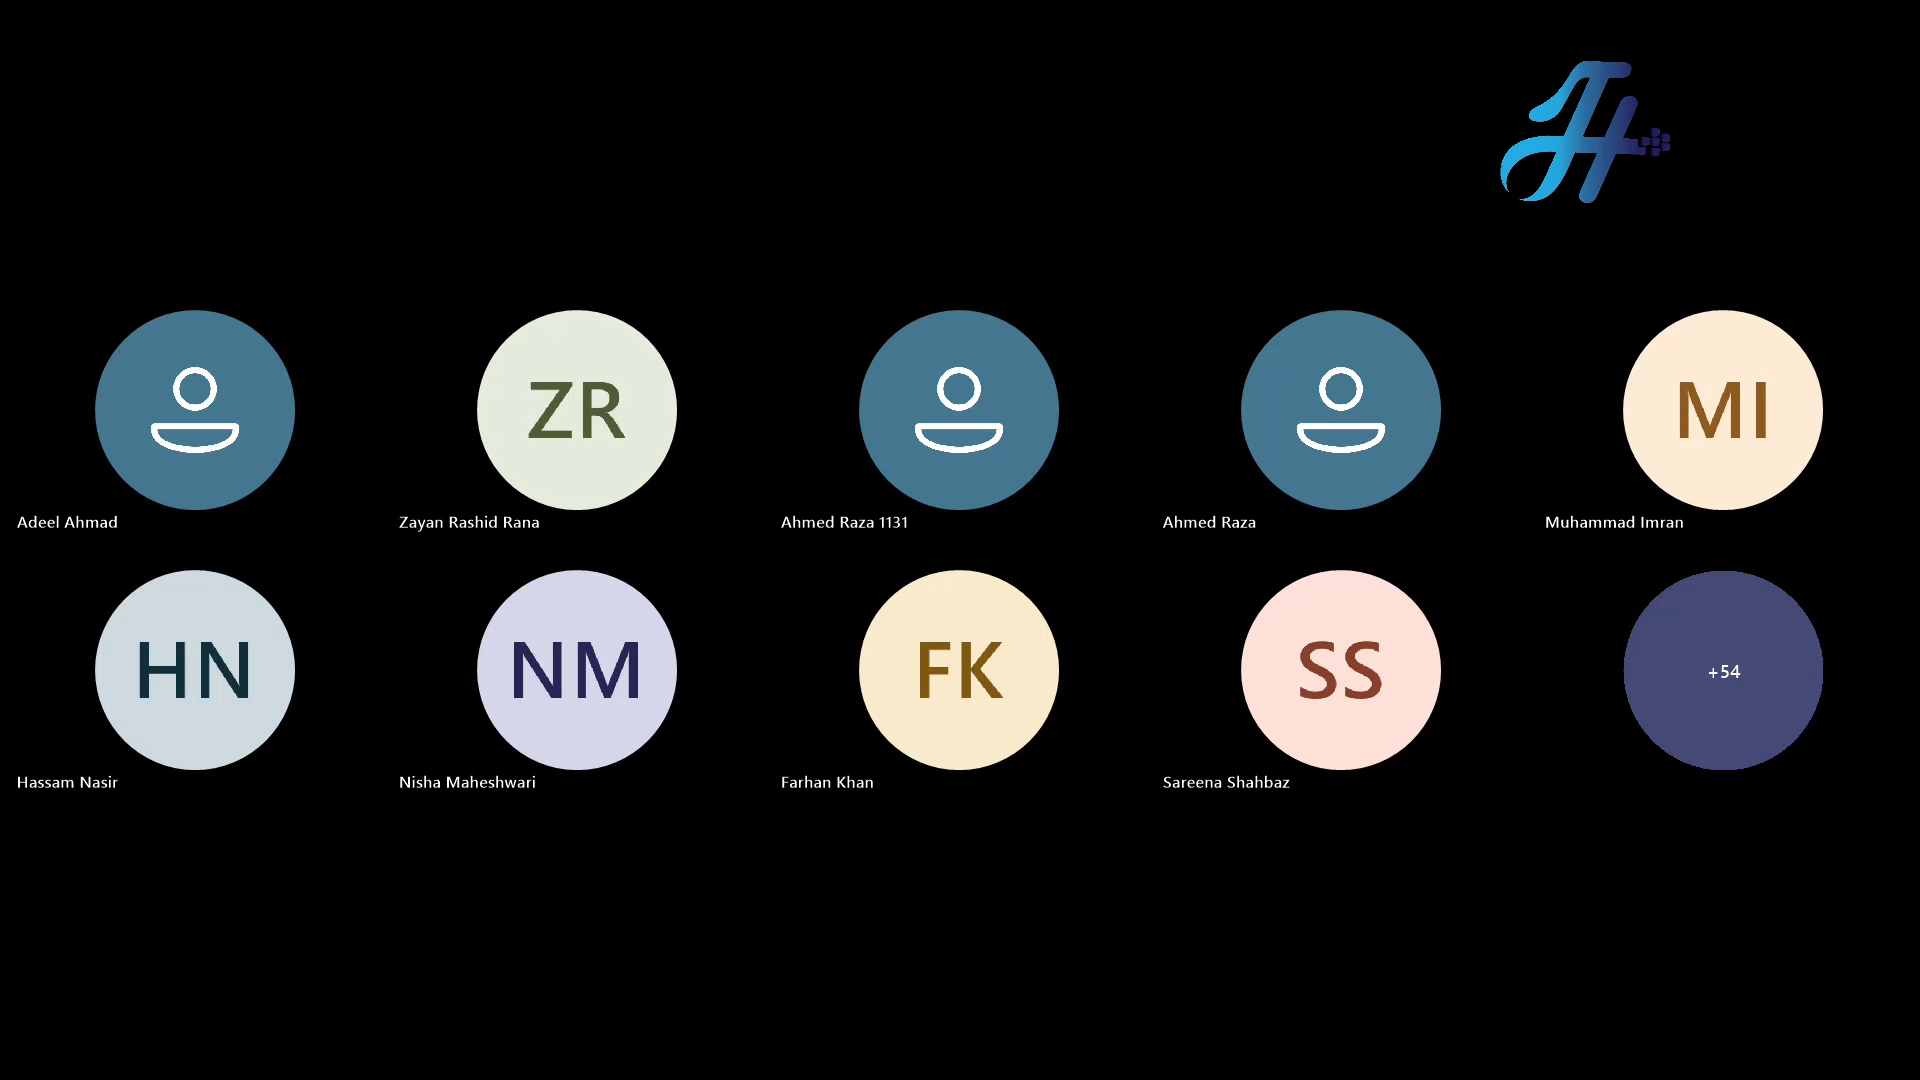 ZR
MI
Adeel Ahmad
Zayan Rashid Rana
Ahmed Raza 1131
Ahmed Raza
Muhammad Imran
HN
NM
FK
SS
+54
Hassam Nasir
Nisha Maheshwari
Farhan Khan
Sareena Shahbaz